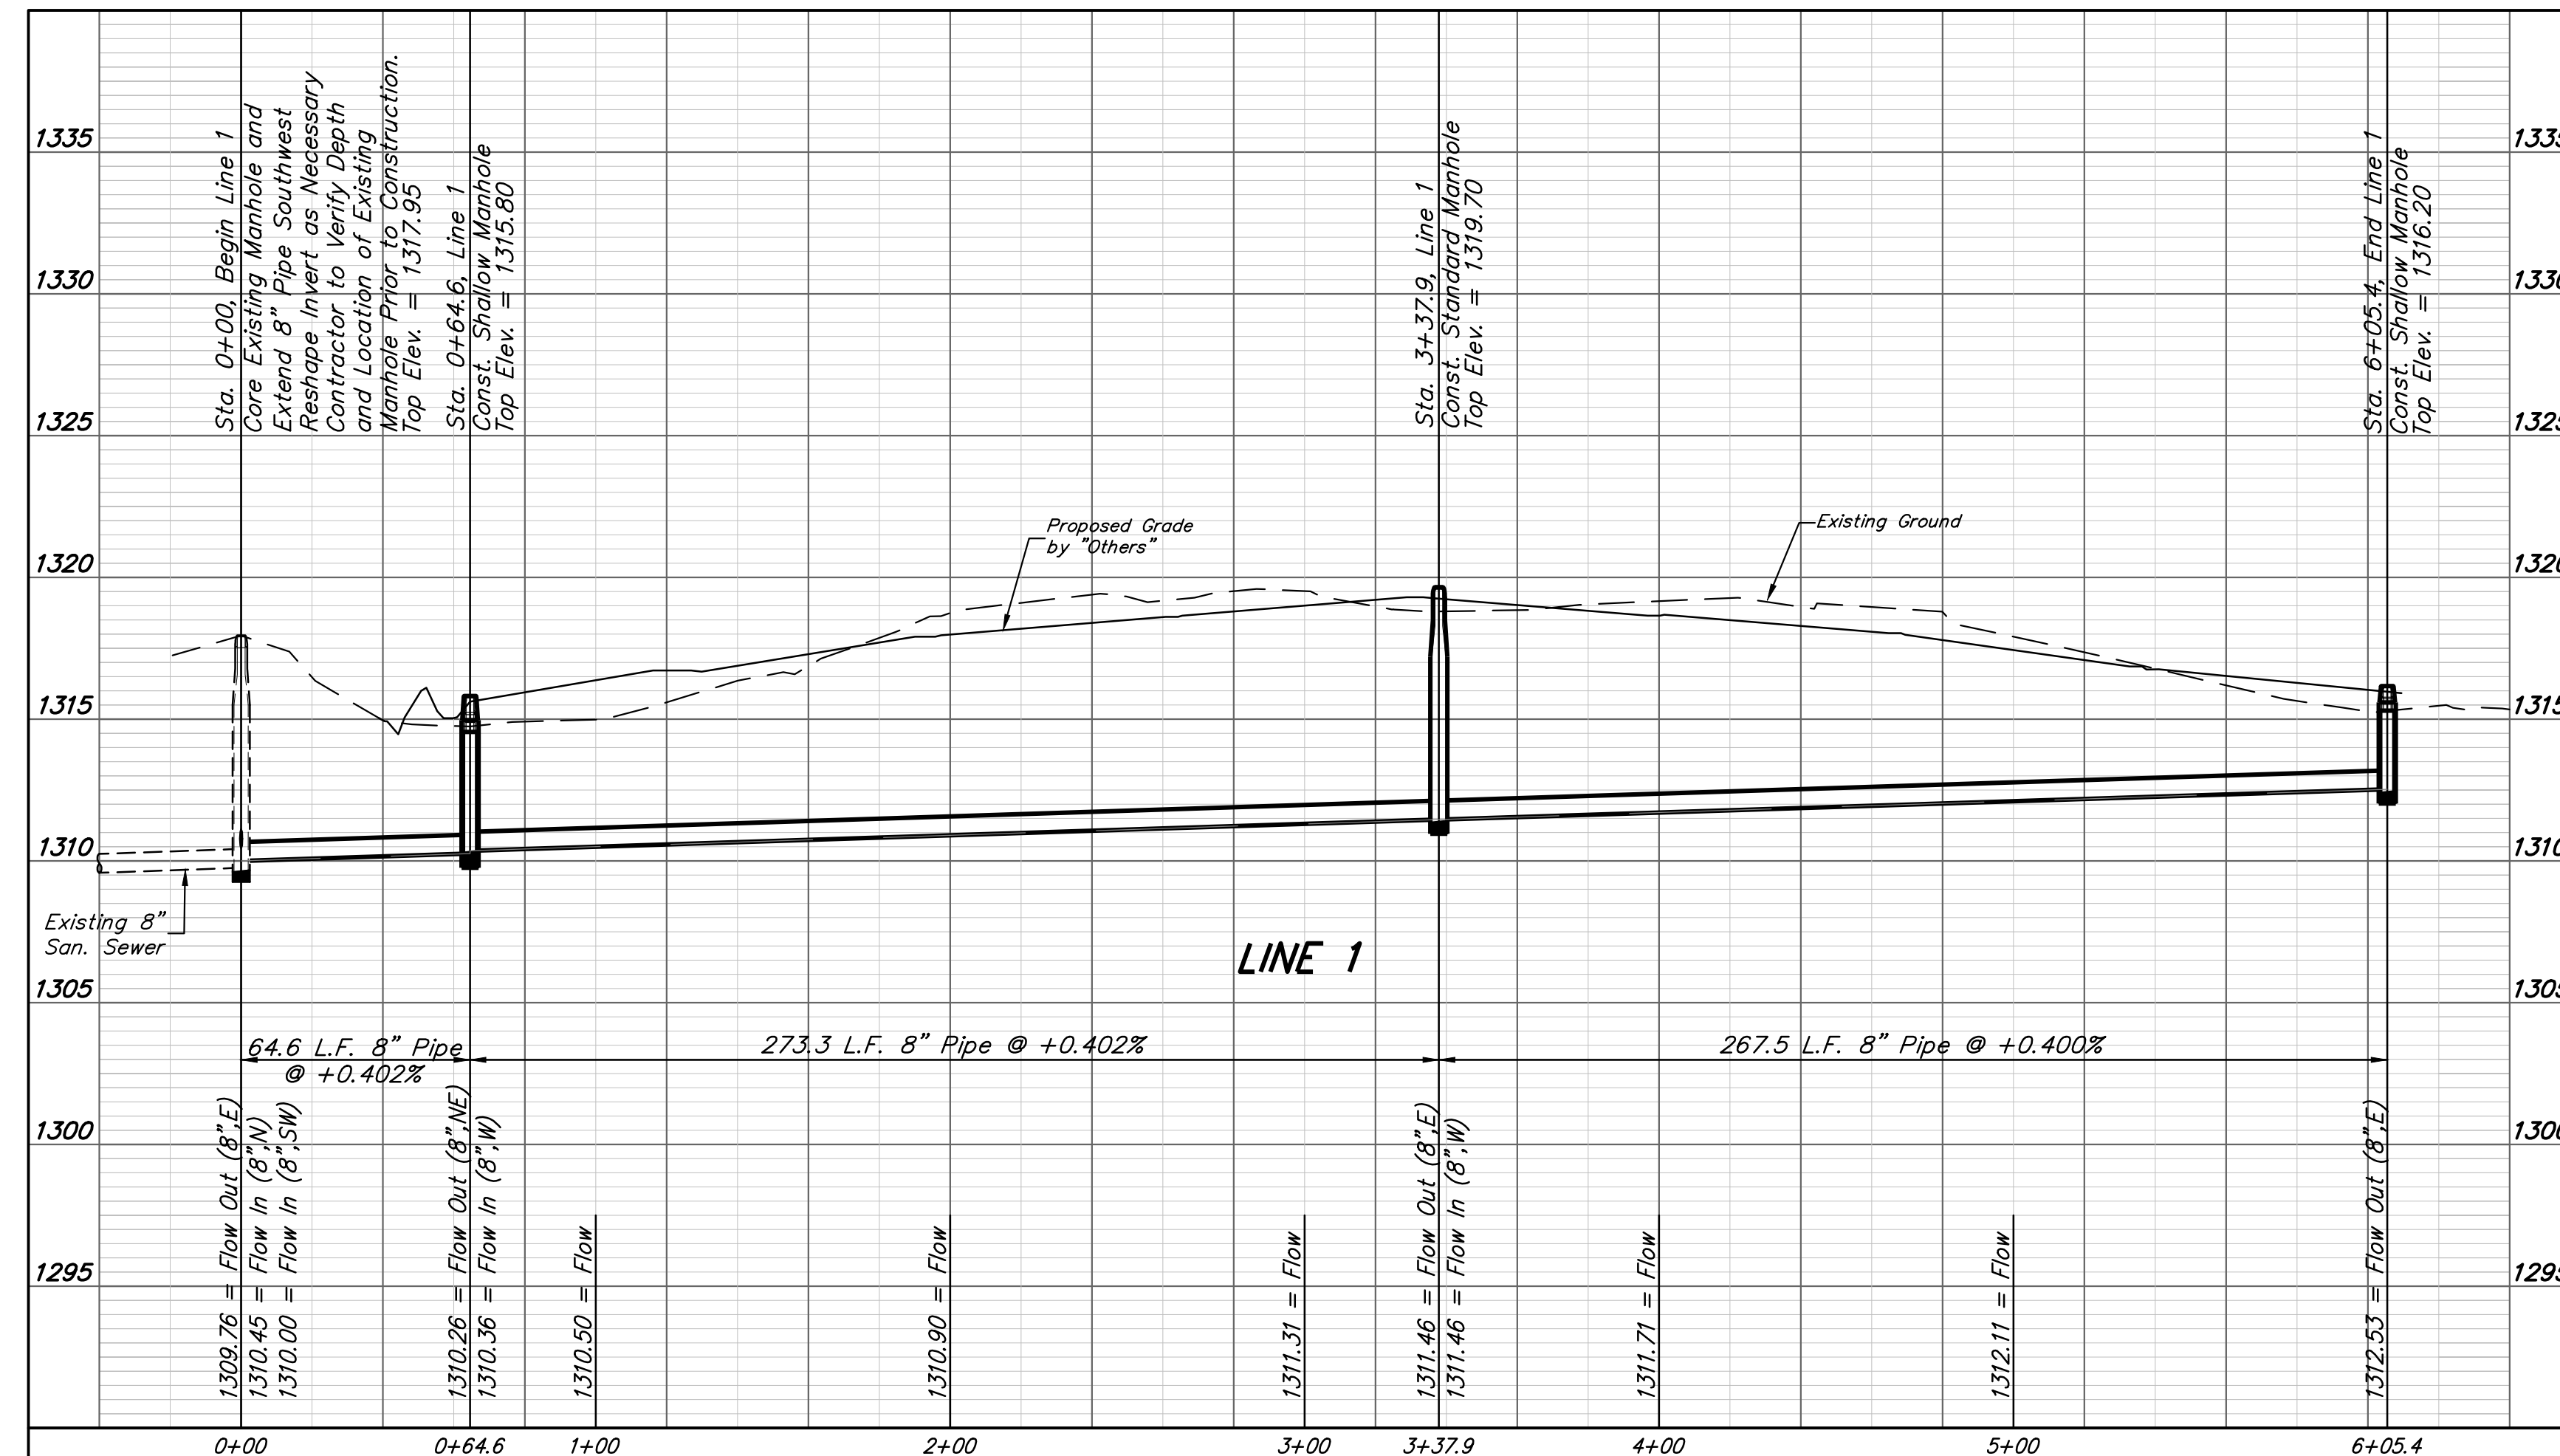 Sta. 0+00, Begin Line 1
Core Existing Manhole and
Extend 8" Pipe Southwest
Reshape Invert as Necessary
Contractor to Verify Depth
and Location of Existing
Manhole Prior to Construction.
Top Elev. = 1317.95
Sta. 0+64.6, Line 1
Const. Shallow Manhole
Top Elev. = 1315.80
Sta. 3+37.9, Line 1
Const. Standard Manhole
Top Elev. = 1319.70
Sta. 6+05.4, End Line 1
Const. Shallow Manhole
Top Elev. = 1316.20
1335
1330
1325
1320
1315
1310
1305
1300
1295
Proposed Grade
by "Others"
Existing Ground
Existing 8"
San. Sewer
LINE 1
64.6 L.F. 8" Pipe
@ +0.402%
273.3 L.F. 8" Pipe @ +0.402%
267.5 L.F. 8" Pipe @ +0.400%
1309.76 = Flow Out (8",E)
1310.45 = Flow In (8",N)
1310.00 = Flow In (8",SW)
1310.26 = Flow Out (8",NE)
1310.36 = Flow In (8",W)
1310.50 = Flow
1310.90 = Flow
1311.31 = Flow
1311.46 = Flow Out (8",E)
1311.46 = Flow In (8",W)
1311.71 = Flow
1312.11 = Flow
1312.53 = Flow Out (8",E)
0+00
0+64.6
1+00
2+00
3+00
3+37.9
4+00
5+00
6+05.4